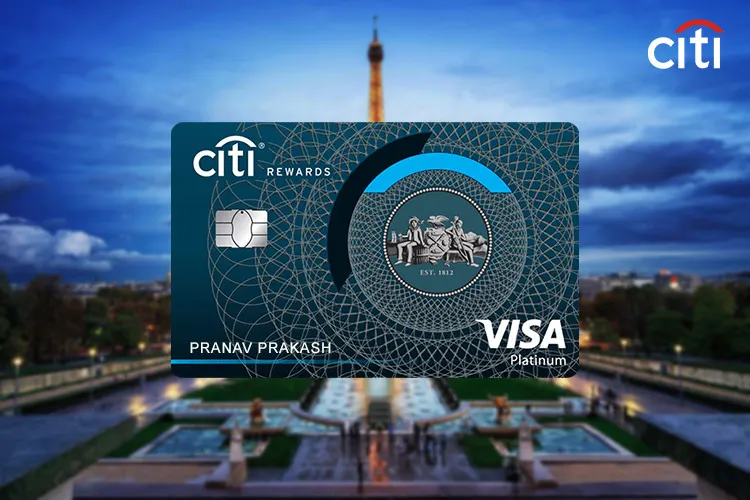 citi
citi® REWARDS
EST. 1812
PRANAV PRAKASH
VISA
Platinum